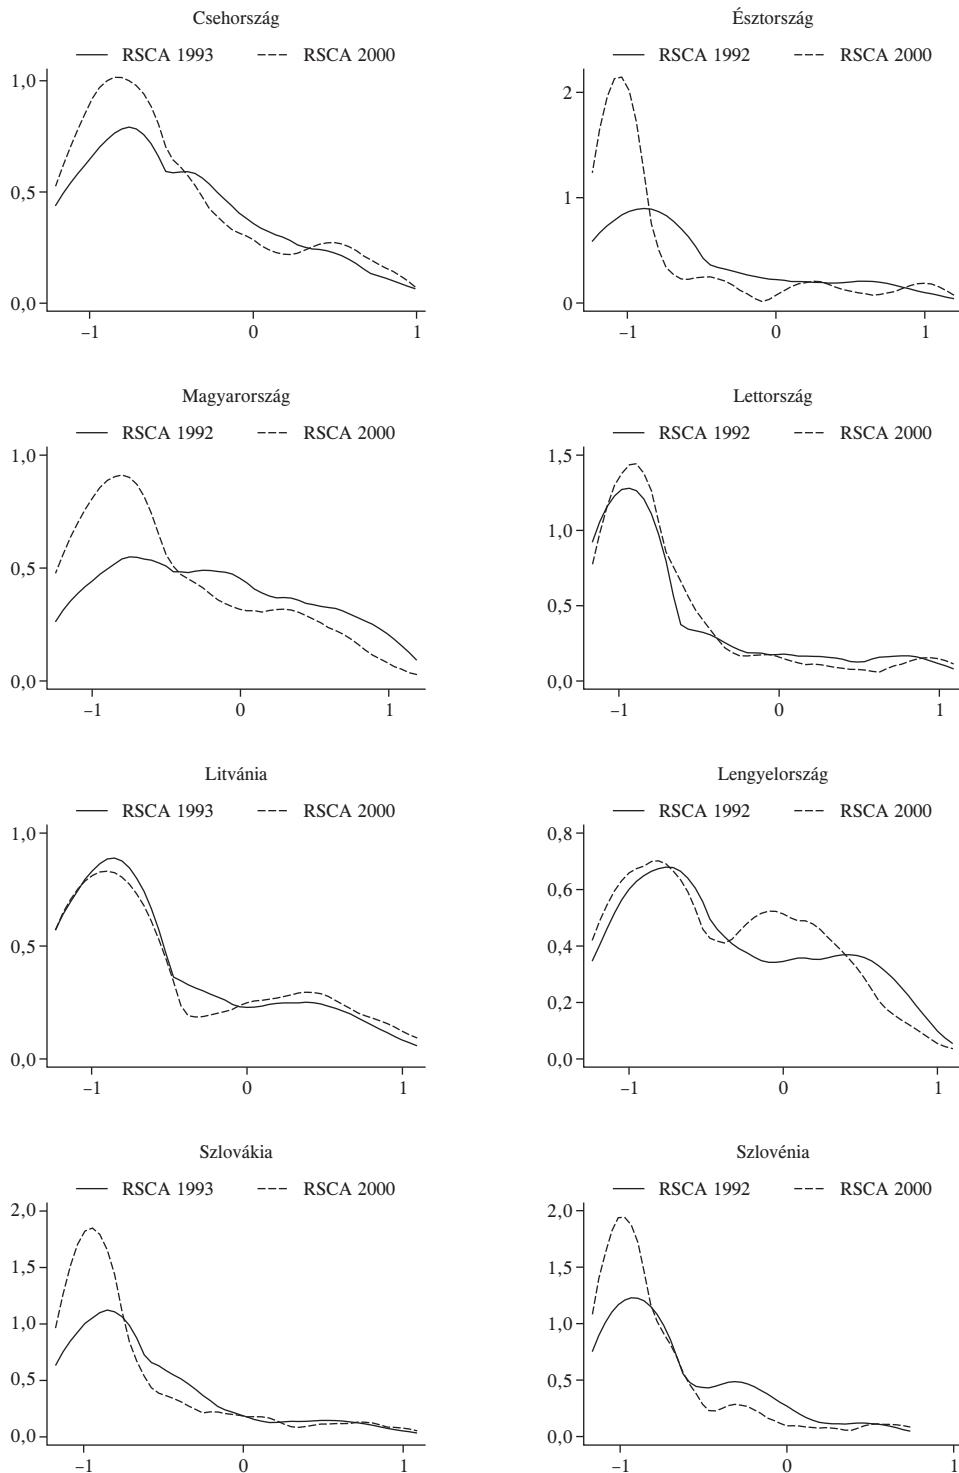 Csehország
RSCA 1993 RSCA 2000
1,0
0,5
0,0
–1 0 1
Észtország
RSCA 1992 RSCA 2000
2
1
0
–1 0 1
Magyarország
RSCA 1992 RSCA 2000
1,0
0,5
0,0
–1 0 1
Lettország
RSCA 1992 RSCA 2000
1,5
1,0
0,5
0,0
–1 0 1
Litvánia
RSCA 1993 RSCA 2000
1,0
0,5
0,0
–1 0 1
Lengyelország
RSCA 1992 RSCA 2000
0,8
0,6
0,4
0,2
0,0
–1 0 1
Szlovákia
RSCA 1993 RSCA 2000
2,0
1,5
1,0
0,5
0,0
–1 0 1
Szlovénia
RSCA 1992 RSCA 2000
2,0
1,5
1,0
0,5
0,0
–1 0 1